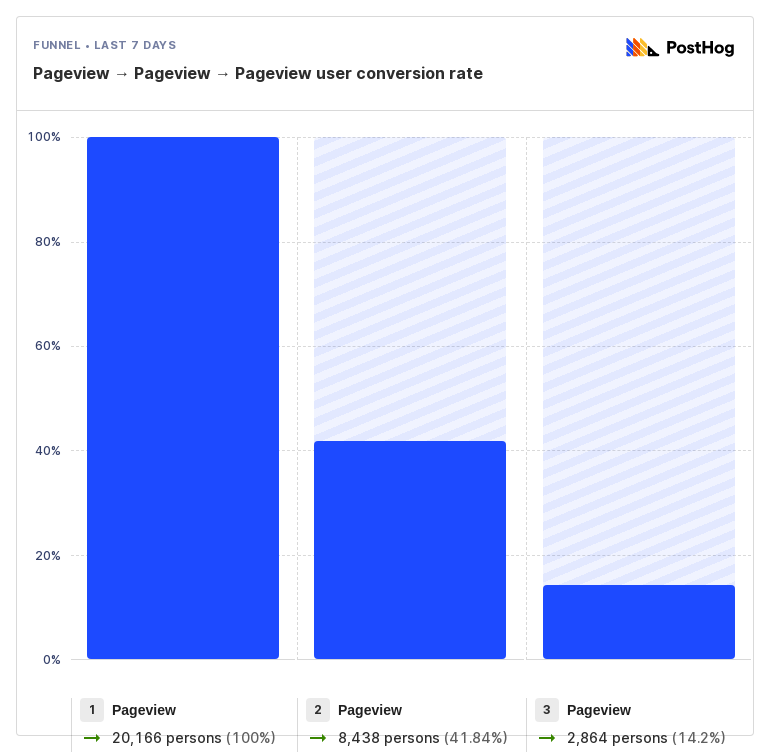 FUNNEL • LAST 7 DAYS
PostHog
Pageview → Pageview → Pageview user conversion rate
100%
80%
60%
40%
20%
0%
1 Pageview
20,166 persons (100%)
2 Pageview
8,438 persons (41.84%)
3 Pageview
2,864 persons (14.2%)